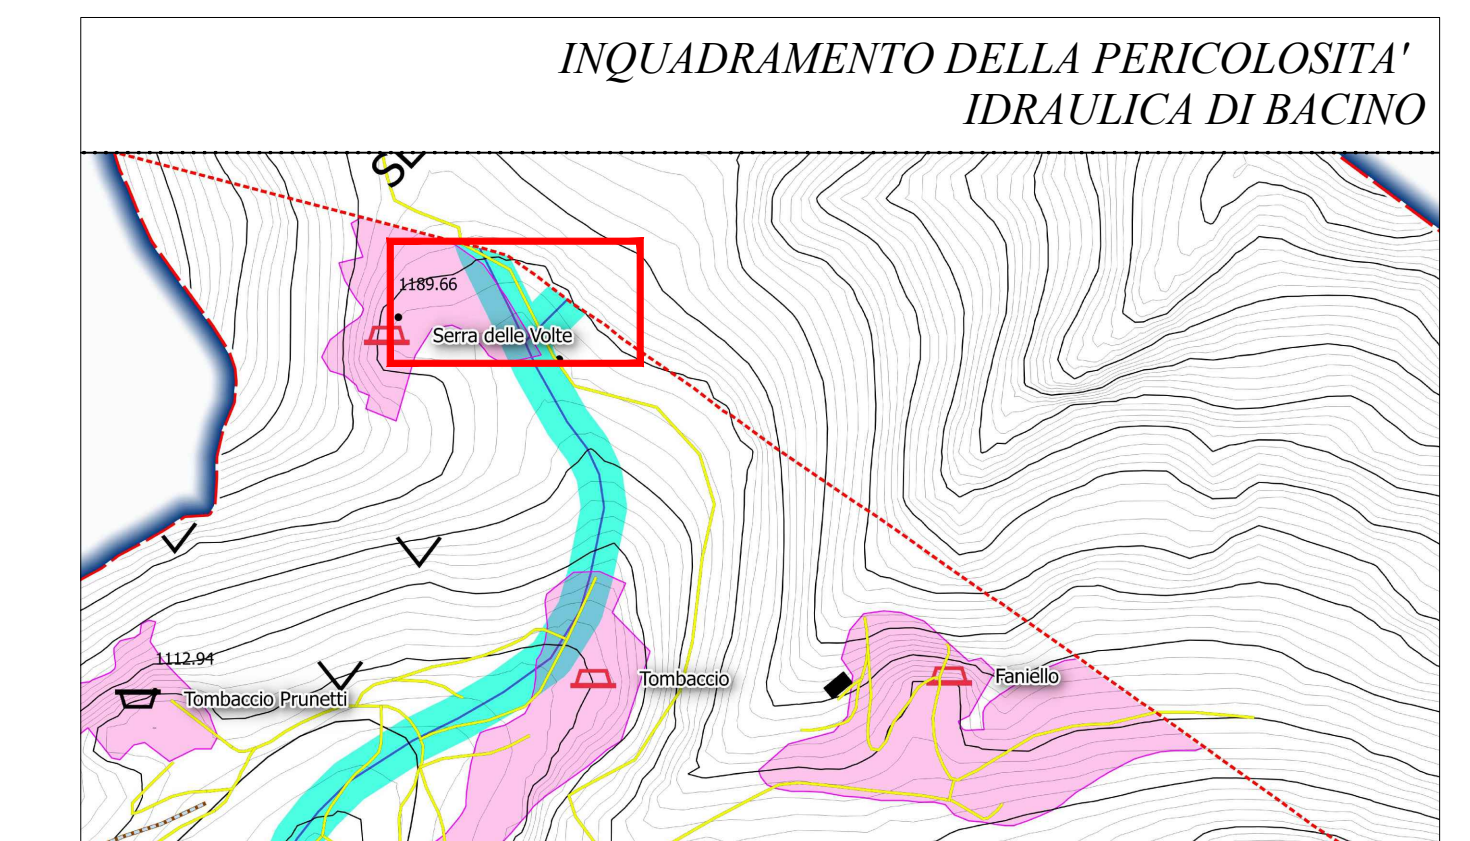 INQUADRAMENTO DELLA PERICOLOSITA'
IDRAULICA DI BACINO
1189.66
Serra delle Volte
1112.94
Tombaccio
Faniello
Tombaccio Prunetti